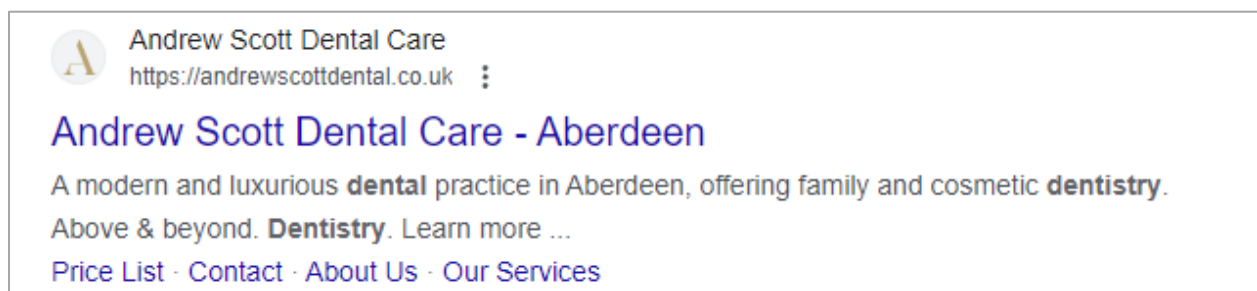 Andrew Scott Dental Care
https://andrewscottdental.co.uk
Andrew Scott Dental Care - Aberdeen
A modern and luxurious dental practice in Aberdeen, offering family and cosmetic dentistry.
Above & beyond. Dentistry. Learn more ...
Price List · Contact · About Us · Our Services